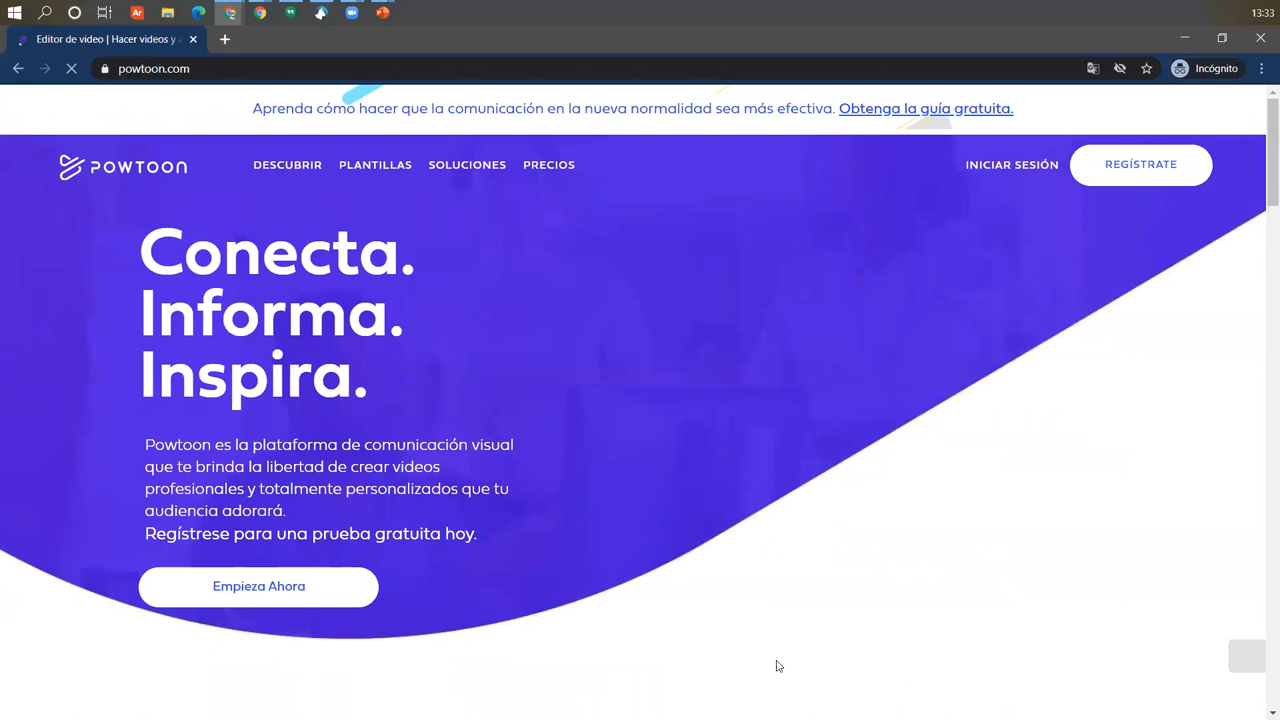 Ar
13:33
Editor de video | Hacer videos y
powtoon.com
Incógnito
Aprenda cómo hacer que la comunicación en la nueva normalidad sea más efectiva. Obtenga la guía gratuita.
POWTOON
DESCUBRIR PLANTILLAS SOLUCIONES PRECIOS
INICIAR SESIÓN REGÍSTRATE
Conecta.
Informa.
Inspira.
Powtoon es la plataforma de comunicación visual
que te brinda la libertad de crear videos
profesionales y totalmente personalizados que tu
audiencia adorará.
Regístrese para una prueba gratuita hoy.
Empieza Ahora